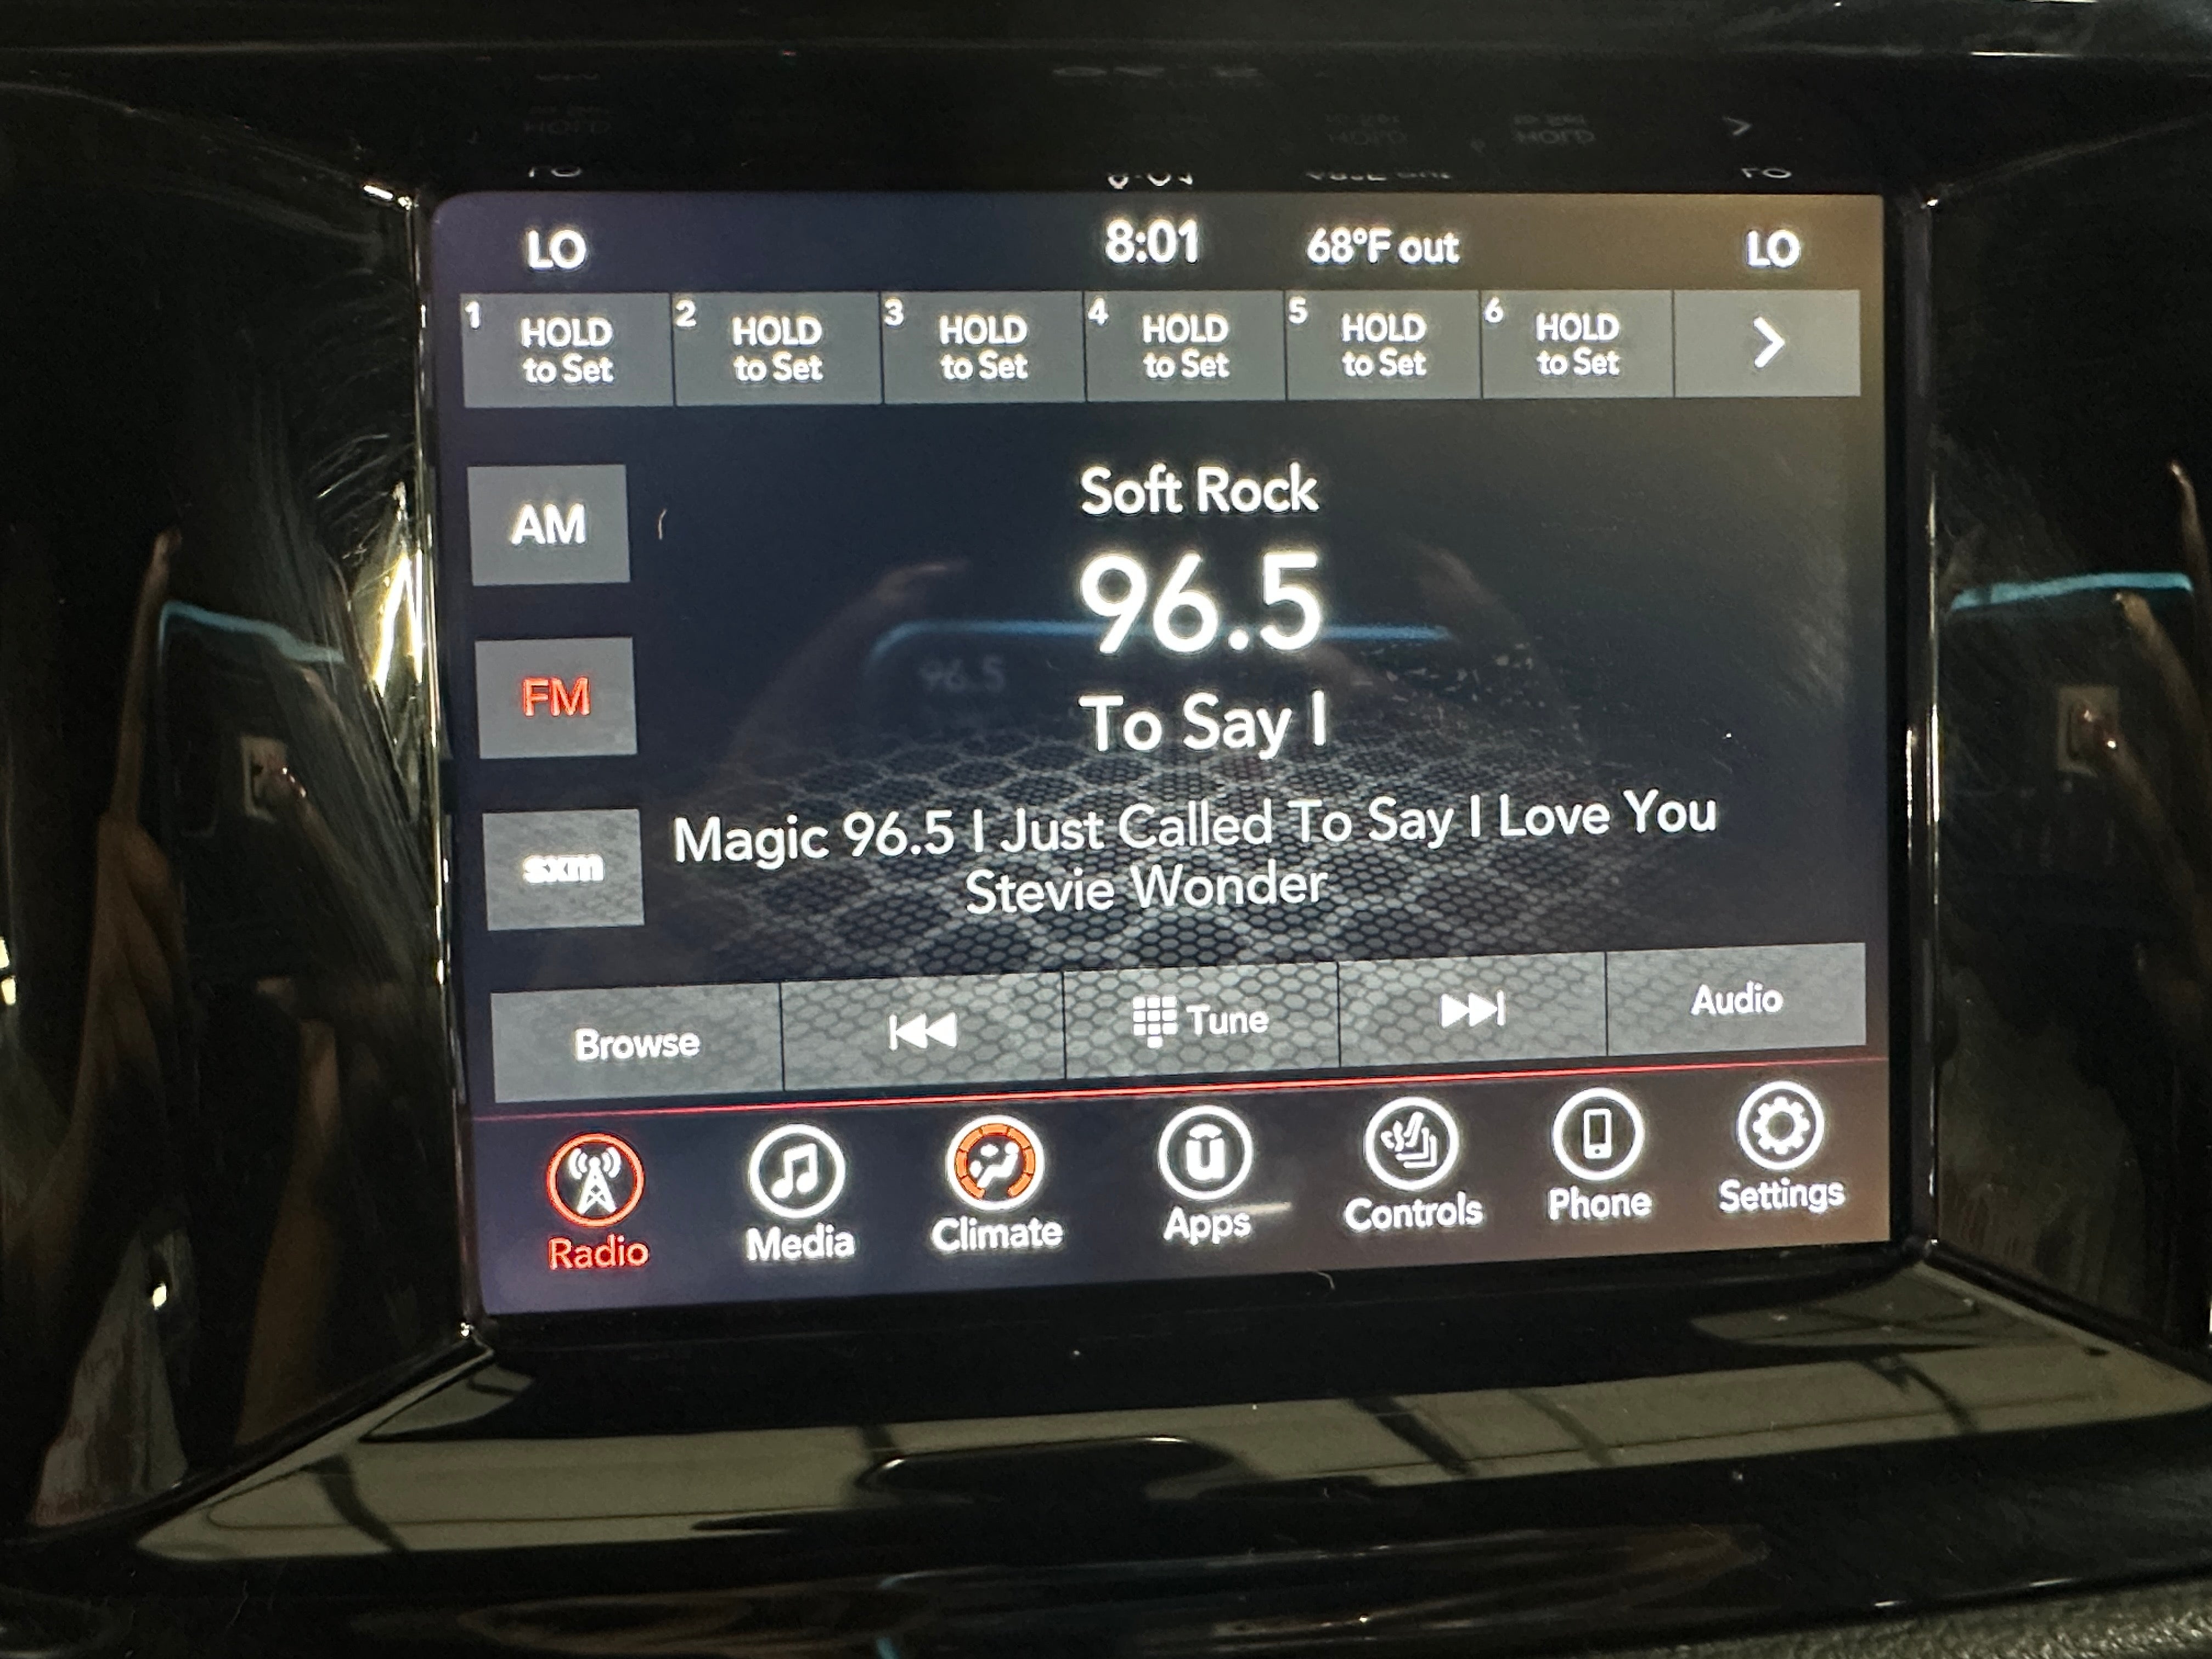 LO 8:01 68°F out LO
1 HOLD to Set
2 HOLD to Set
3 HOLD to Set
4 HOLD to Set
5 HOLD to Set
6 HOLD to Set
AM
FM
sxm
Soft Rock
96.5
To Say I
Magic 96.5 I Just Called To Say I Love You
Stevie Wonder
Browse
Tune
Audio
Radio
Media
Climate
Apps
Controls
Phone
Settings